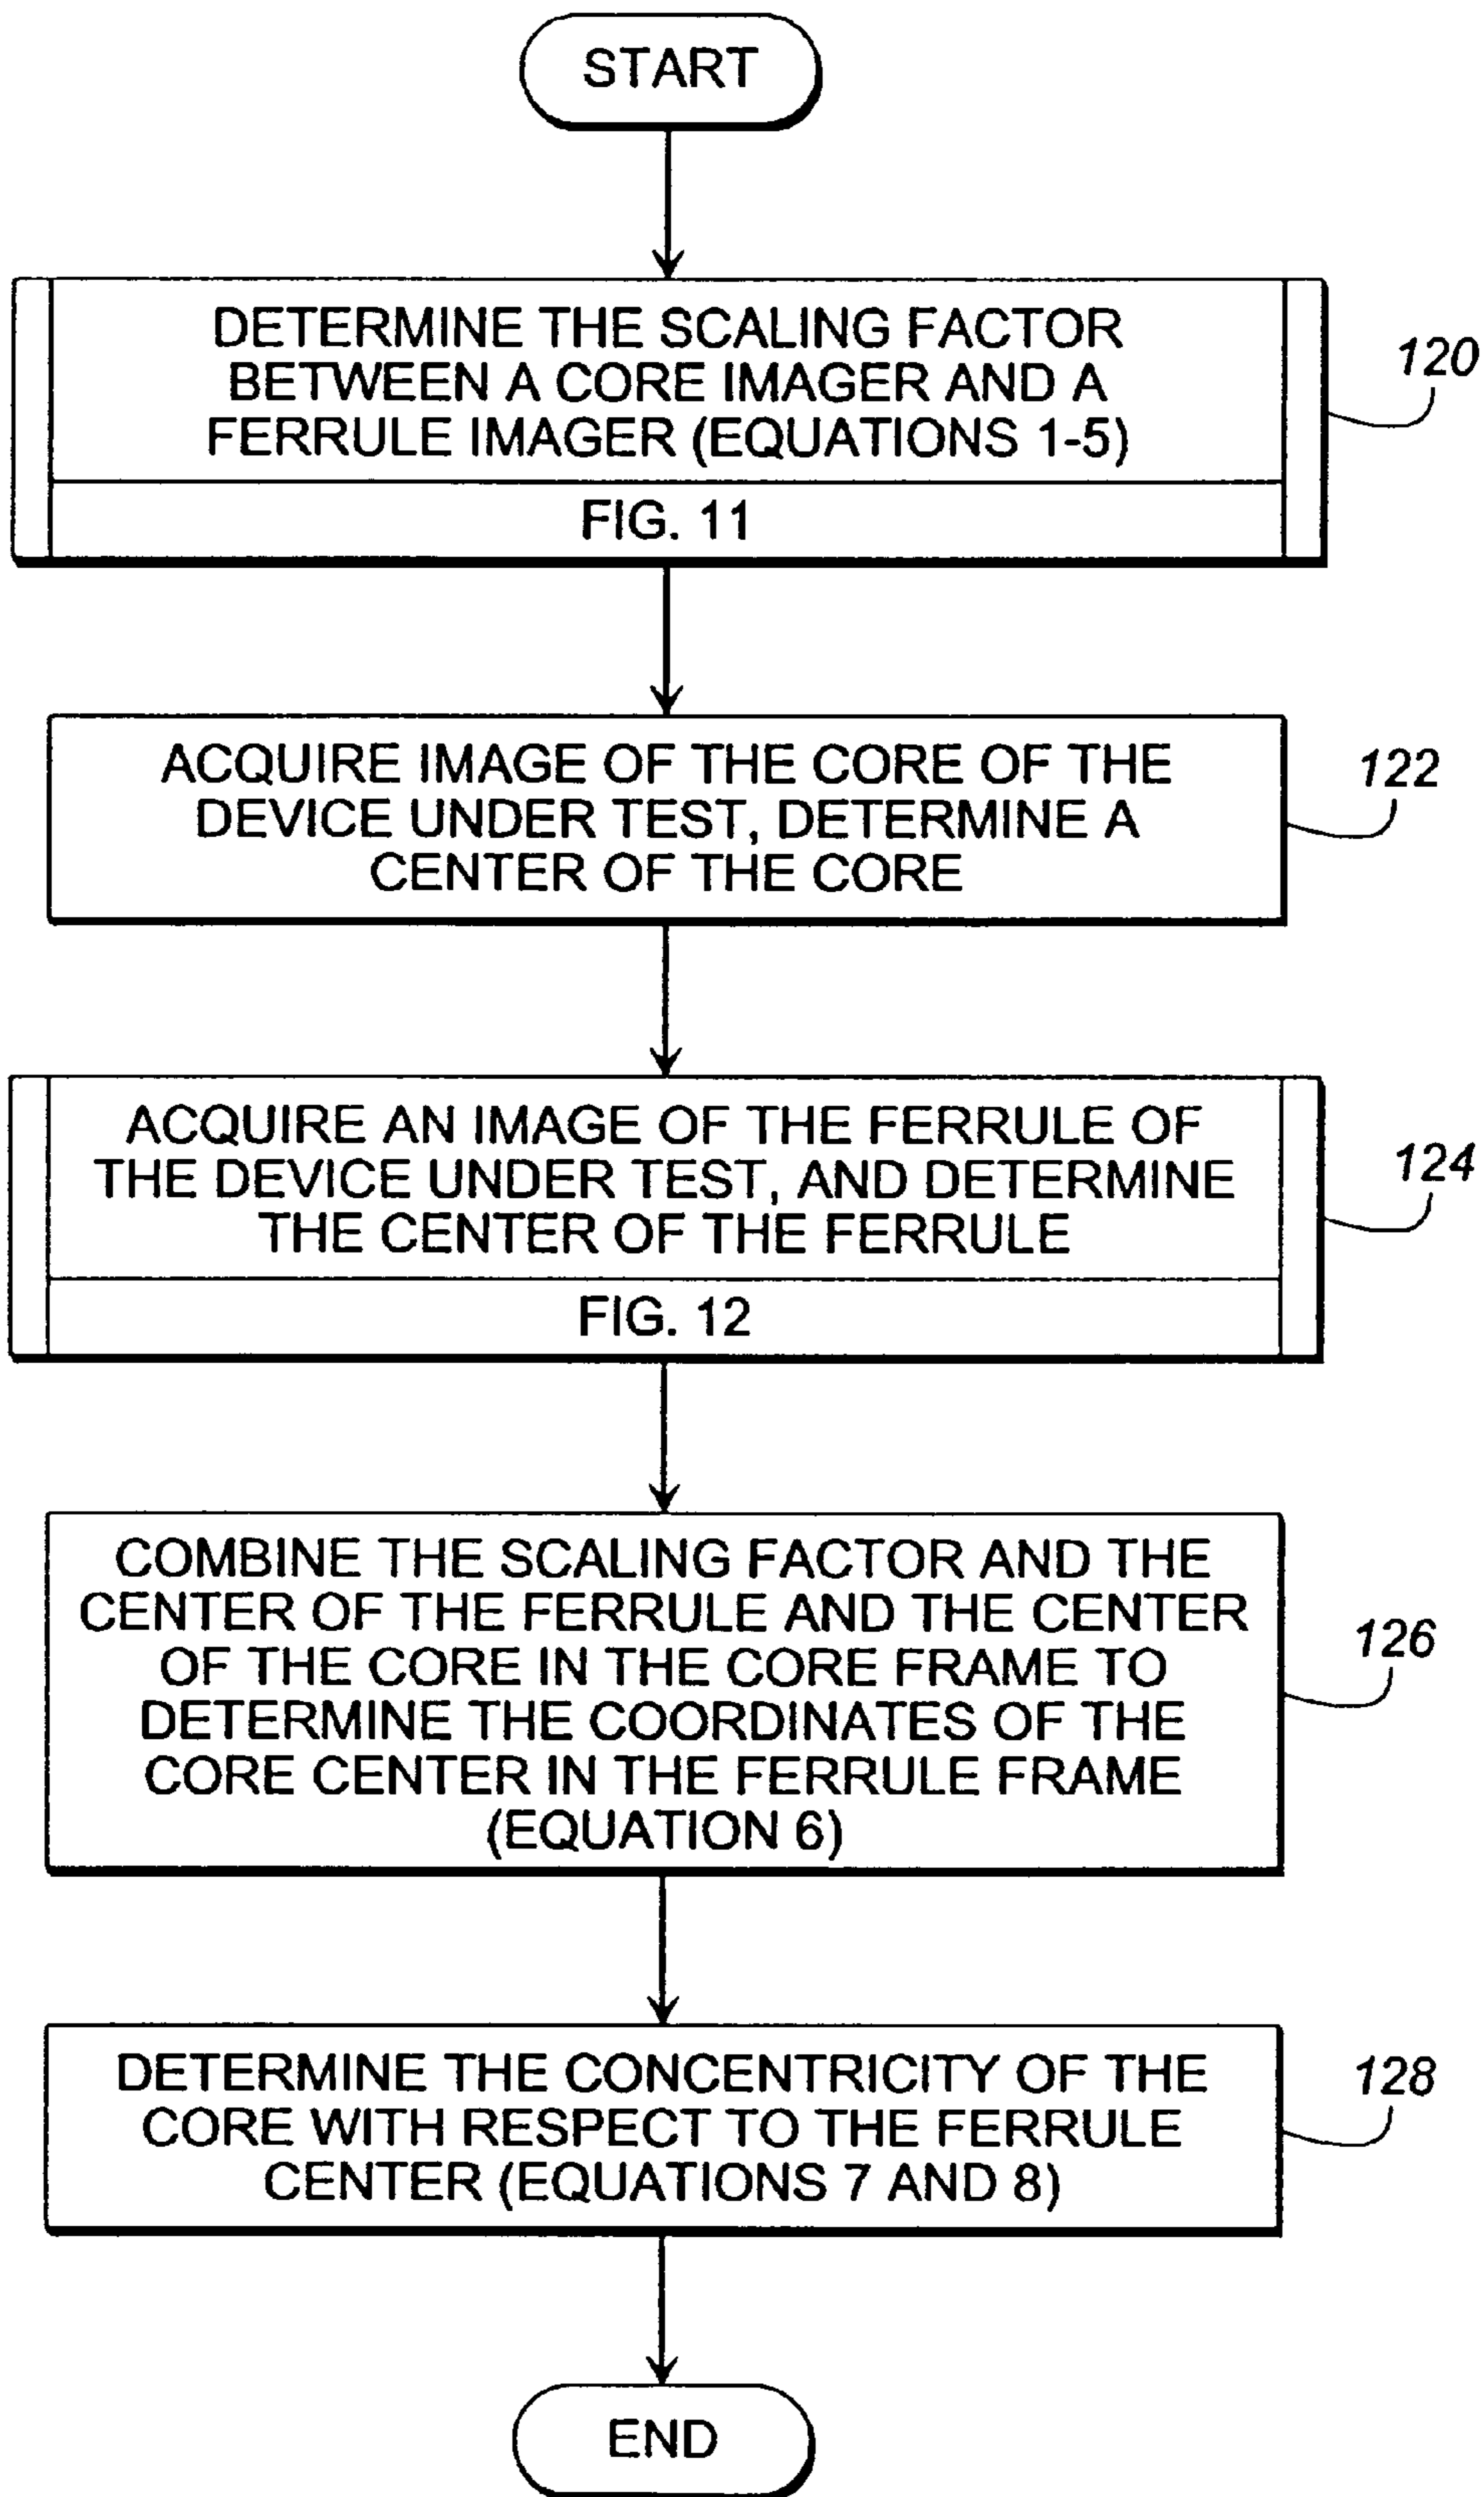 START
DETERMINE THE SCALING FACTOR
BETWEEN A CORE IMAGER AND A
FERRULE IMAGER (EQUATIONS 1-5)
120
FIG. 11
ACQUIRE IMAGE OF THE CORE OF THE
DEVICE UNDER TEST, DETERMINE A
CENTER OF THE CORE
122
ACQUIRE AN IMAGE OF THE FERRULE OF
THE DEVICE UNDER TEST, AND DETERMINE
THE CENTER OF THE FERRULE
124
FIG. 12
COMBINE THE SCALING FACTOR AND THE
CENTER OF THE FERRULE AND THE CENTER
OF THE CORE IN THE CORE FRAME TO
DETERMINE THE COORDINATES OF THE
CORE CENTER IN THE FERRULE FRAME
(EQUATION 6)
126
DETERMINE THE CONCENTRICITY OF THE
CORE WITH RESPECT TO THE FERRULE
CENTER (EQUATIONS 7 AND 8)
128
END